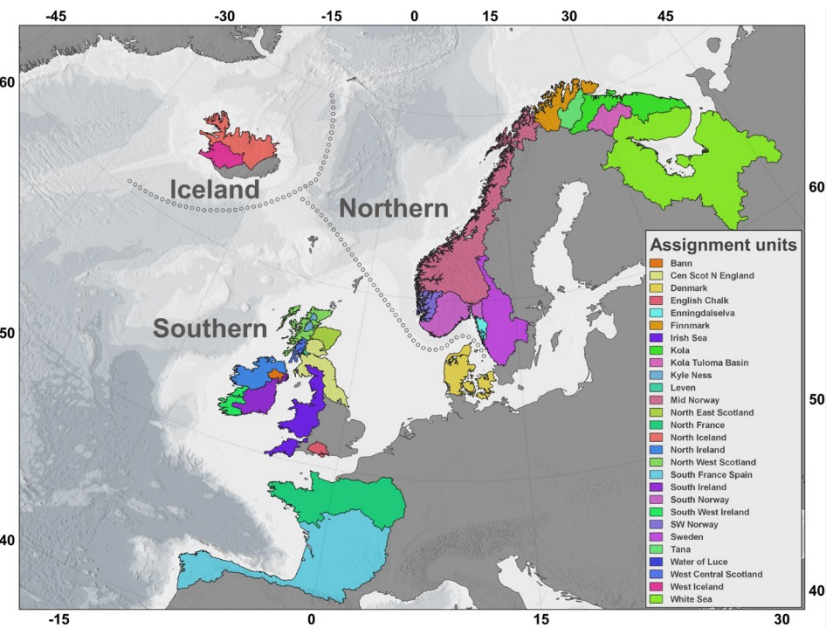 -45 -30 -15 0 15 30 45
60
Iceland
Northern
60
Southern
50
50
40
40
-15 0 15 30
Assignment units
Bann
Cen Scot N England
Denmark
English Chalk
Enningdalselva
Finnmark
Irish Sea
Kola
Kola Tuloma Basin
Kyle Ness
Leven
Mid Norway
North East Scotland
North France
North Iceland
North Ireland
North West Scotland
South France Spain
South Ireland
South Norway
South West Ireland
SW Norway
Sweden
Tana
Water of Luce
West Central Scotland
West Iceland
White Sea